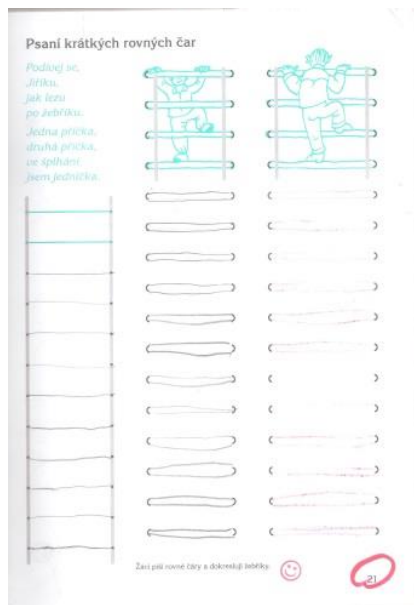 Psaní krátkých rovných čar
Podívej se,
Jiříku,
jak lezu
po žebříku.
Jedna příčka,
druhá příčka,
ve šplhání
jsem jednička.
Žáci píší rovné čáry a dokreslují žebříky.
21